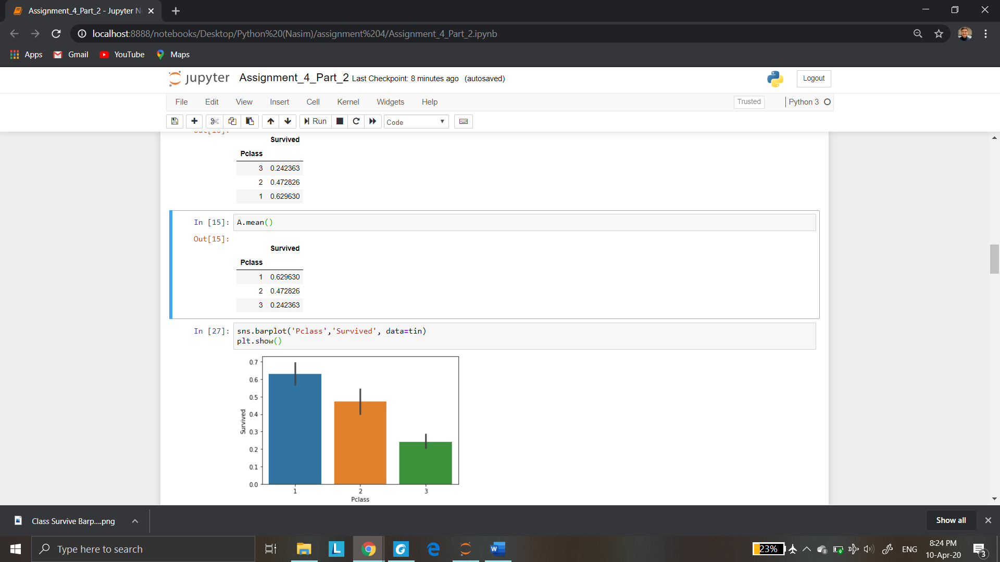 Assignment_4_Part_2 - Jupyter N
localhost:8888/notebooks/Desktop/Python%20(Nasim)/assignment%204/Assignment_4_Part_2.ipynb
Apps Gmail YouTube Maps
jupyter Assignment_4_Part_2 Last Checkpoint: 8 minutes ago (autosaved) Logout
File Edit View Insert Cell Kernel Widgets Help Trusted Python 3
Run Code
Survived
Pclass
3 0.242363
2 0.472826
1 0.629630
In [15]: A.mean()
Out[15]:
Survived
Pclass
1 0.629630
2 0.472826
3 0.242363
In [27]: sns.barplot('Pclass','Survived', data=tin)
plt.show()
0.7
0.6
0.5
0.4
0.3
0.2
0.1
0.0
Survived
1 2 3
Pclass
Class Survive Barp....png Show all
Type here to search 23% ENG 8:24 PM
10-Apr-20 3